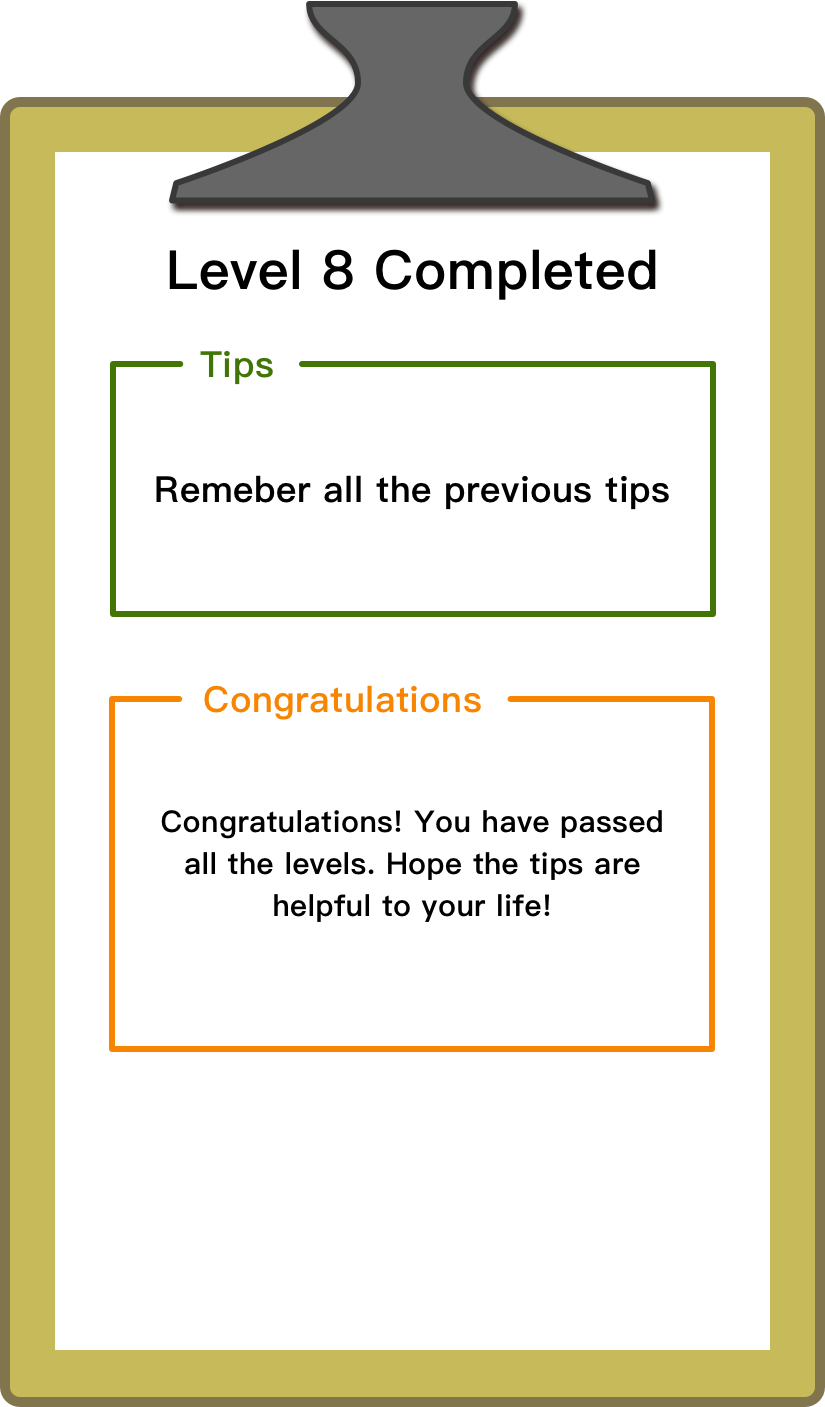 Level 8 Completed
Tips
Remeber all the previous tips
Congratulations
Congratulations! You have passed
all the levels. Hope the tips are
helpful to your life!